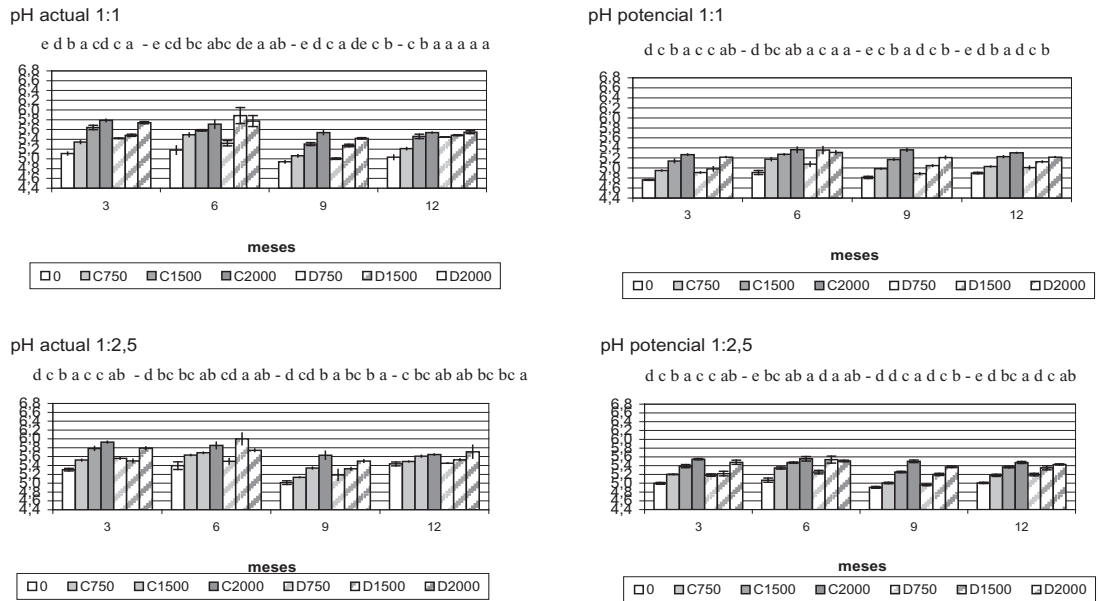 pH actual 1:1
e d b a cd c a - e cd bc abc de a ab - e d c a de c b - c b a a a a a
6,8
6,6
6,4
6,2
6,0
5,8
5,6
5,4
5,2
5,0
4,8
4,6
4,4
3 6 9 12
meses
0 C750 C1500 C2000 D750 D1500 D2000
pH potencial 1:1
d c b a c c ab - d bc ab a c a a - e c b a d c b - e d b a d c b
6,8
6,6
6,4
6,2
6,0
5,8
5,6
5,4
5,2
5,0
4,8
4,6
4,4
3 6 9 12
meses
0 C750 C1500 C2000 D750 D1500 D2000
pH actual 1:2,5
d c b a c c ab - d bc bc ab cd a ab - d cd b a bc b a - c bc ab ab bc bc a
6,8
6,6
6,4
6,2
6,0
5,8
5,6
5,4
5,2
5,0
4,8
4,6
4,4
3 6 9 12
meses
0 C750 C1500 C2000 D750 D1500 D2000
pH potencial 1:2,5
d c b a c c ab - e bc ab a d a ab - d d c a d c b - e d bc a d c ab
6,8
6,6
6,4
6,2
6,0
5,8
5,6
5,4
5,2
5,0
4,8
4,6
4,4
3 6 9 12
meses
0 C750 C1500 C2000 D750 D1500 D2000